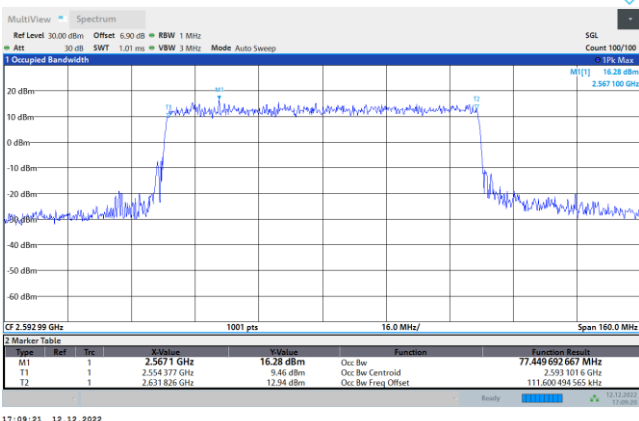 MultiView Spectrum
Ref Level 30.00 dBm Offset 6.90 dB RBW 1 MHz SGL
Att 30 dB SWT 1.01 ms VBW 3 MHz Mode Auto Sweep Count 100/100
1 Occupied Bandwidth 1Pk Max
M1[1] 16.28 dBm
2.567 100 GHz
20 dBm
M1
T1 T2
10 dBm
0 dBm
-10 dBm
-20 dBm
-30 dBm
-40 dBm
-50 dBm
-60 dBm
CF 2.592 99 GHz 1001 pts 16.0 MHz/ Span 160.0 MHz
2 Marker Table
Type Ref Trc X-Value Y-Value Function Function Result
M1 1 2.5671 GHz 16.28 dBm Occ Bw 77.449 692 667 MHz
T1 1 2.554 377 GHz 9.46 dBm Occ Bw Centroid 2.593 101 6 GHz
T2 1 2.631 826 GHz 12.94 dBm Occ Bw Freq Offset 111.600 494 565 kHz
Ready 12.12.2022
17:09:20
17:09:21 12.12.2022